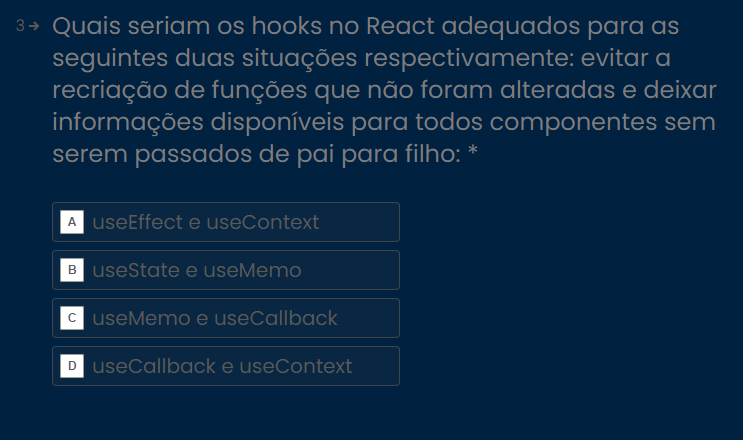 3→ Quais seriam os hooks no React adequados para as
seguintes duas situações respectivamente: evitar a
recriação de funções que não foram alteradas e deixar
informações disponíveis para todos componentes sem
serem passados de pai para filho: *
A useEffect e useContext
B useState e useMemo
C useMemo e useCallback
D useCallback e useContext